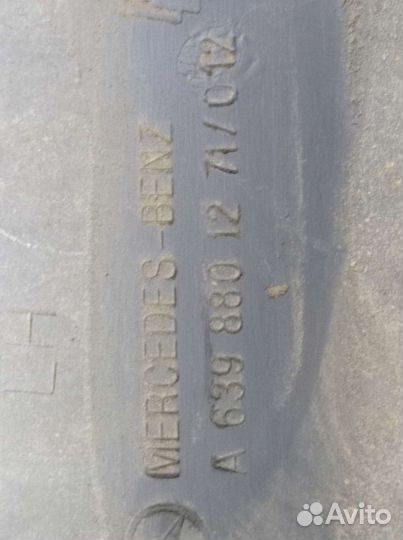 MERCEDES-BENZ
A 639 880 12 71/012
LH
Avito